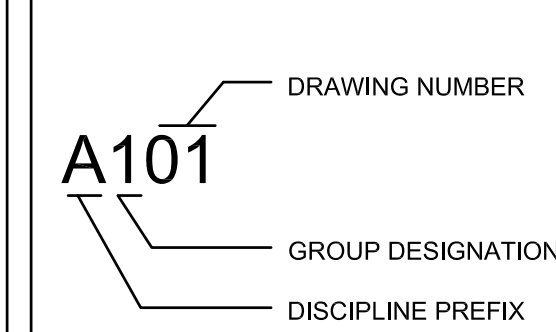 DRAWING NUMBER
A101
GROUP DESIGNATION
DISCIPLINE PREFIX